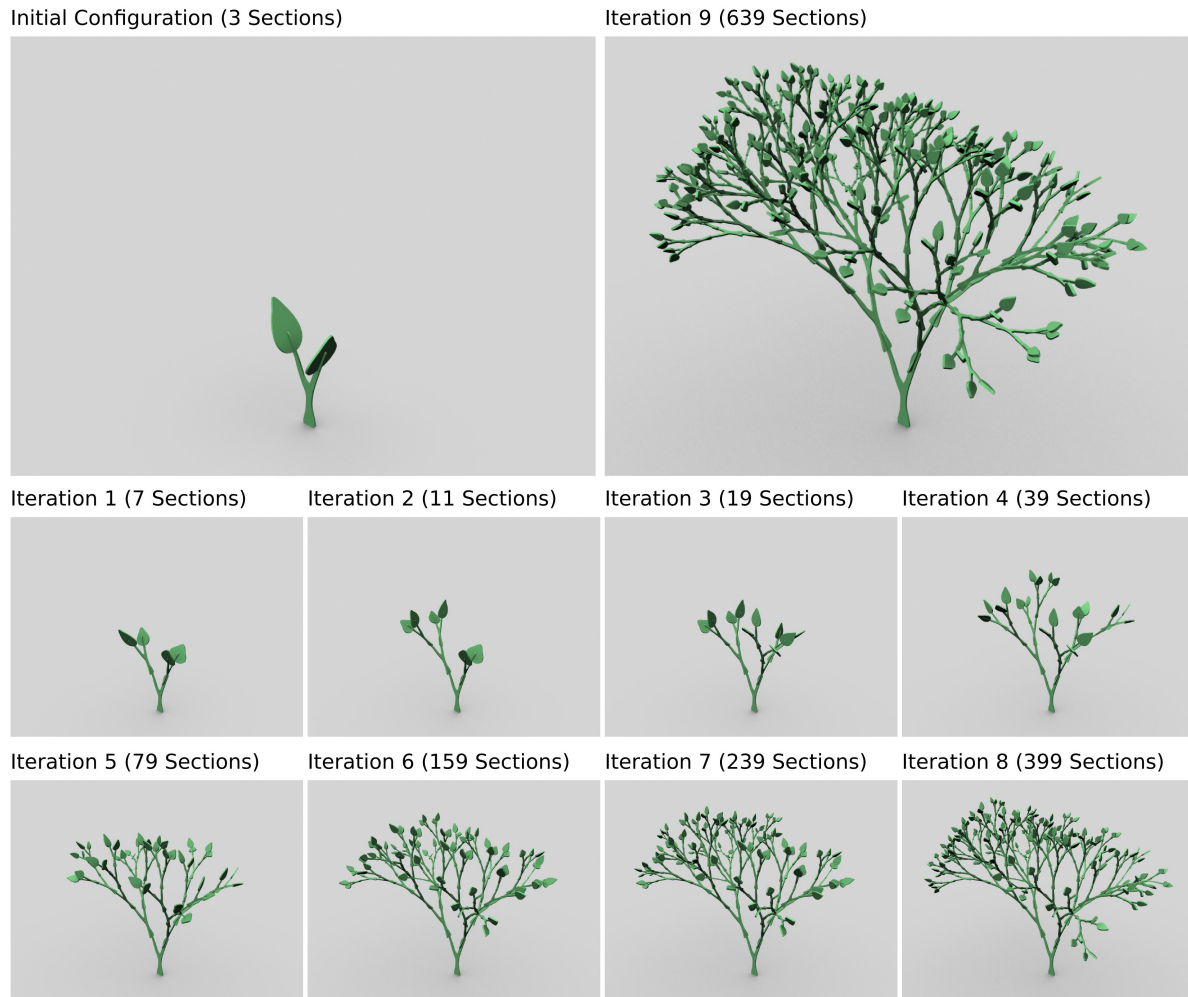 Initial Configuration (3 Sections)
Iteration 9 (639 Sections)
Iteration 1 (7 Sections)
Iteration 2 (11 Sections)
Iteration 3 (19 Sections)
Iteration 4 (39 Sections)
Iteration 5 (79 Sections)
Iteration 6 (159 Sections)
Iteration 7 (239 Sections)
Iteration 8 (399 Sections)